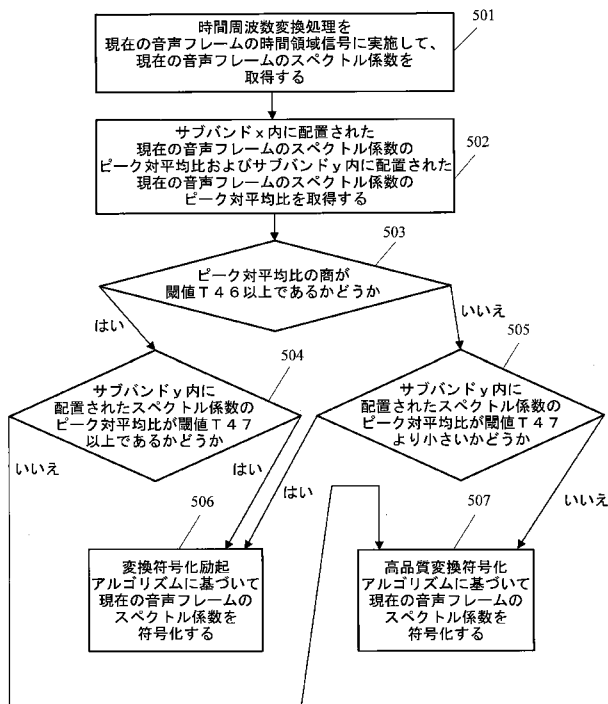 501
時間周波数変換処理を
現在の音声フレームの時間領域信号に実施して、
現在の音声フレームのスペクトル係数を
取得する
サブバンドx内に配置された
現在の音声フレームのスペクトル係数の
ピーク対平均比およびサブバンドy内に配置された
現在の音声フレームのスペクトル係数の
ピーク対平均比を取得する
502
503
ピーク対平均比の商が
閾値T46以上であるかどうか
はい
いいえ
504
サブバンドy内に
配置されたスペクトル係数の
ピーク対平均比が閾値T47
以上であるかどうか
505
サブバンドy内に
配置されたスペクトル係数の
ピーク対平均比が閾値T47
より小さいかどうか
いいえ
はい
はい
いいえ
506
変換符号化励起
アルゴリズムに基づいて
現在の音声フレームの
スペクトル係数を
符号化する
507
高品質変換符号化
アルゴリズムに基づいて
現在の音声フレームの
スペクトル係数を
符号化する